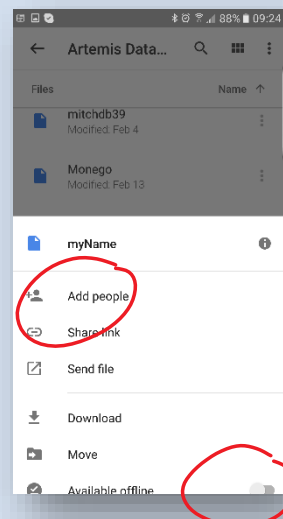 88% 09:24
Artemis Data...
Files Name
mitchdb39
Modified: Feb 4
Monego
Modified: Feb 13
myName
Add people
Share link
Send file
Download
Move
Available offline